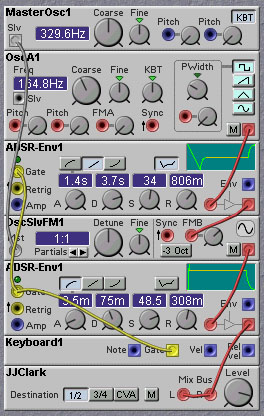 MasterOsc1 Coarse Fine KBT
Slv 329.6Hz Pitch Pitch
OscA1
Freq Coarse Fine KBT PWidth
164.8Hz
Slv
Pitch Pitch FMA Sync
M
ADSR-Env1
Gate 1.4s 3.7s 34 806m Env
Retrig
Amp A D S R
OscSlvFM1 Detune Fine Sync FMB
Mst 1:1
Partials -3 Oct M
ADSR-Env1
Gate 3.5m 75m 48.5 308m Env
Retrig
Amp A D S R
Keyboard1 Rel
Note Gate Vel Vel
JJClark Mix Bus Level
Destination 1/2 3/4 CVA M L R